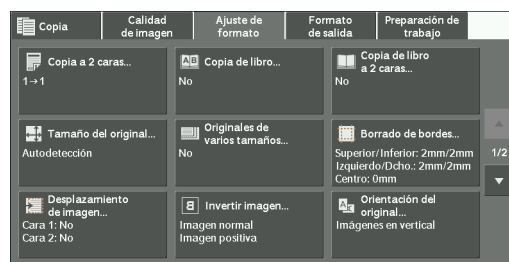 Copia
Calidad
de imagen
Ajuste de
formato
Formato
de salida
Preparación de
trabajo
Copia a 2 caras...
1→1
AB
Copia de libro...
No
Copia de libro
a 2 caras...
No
Tamaño del original...
Autodetección
Originales de
varios tamaños...
No
Borrado de bordes...
Superior/Inferior: 2mm/2mm
Izquierdo/Dcho.: 2mm/2mm
Centro: 0mm
1/2
Desplazamiento
de imagen...
Cara 1: No
Cara 2: No
Invertir imagen...
Imagen normal
Imagen positiva
Orientación del
original...
Imágenes en vertical